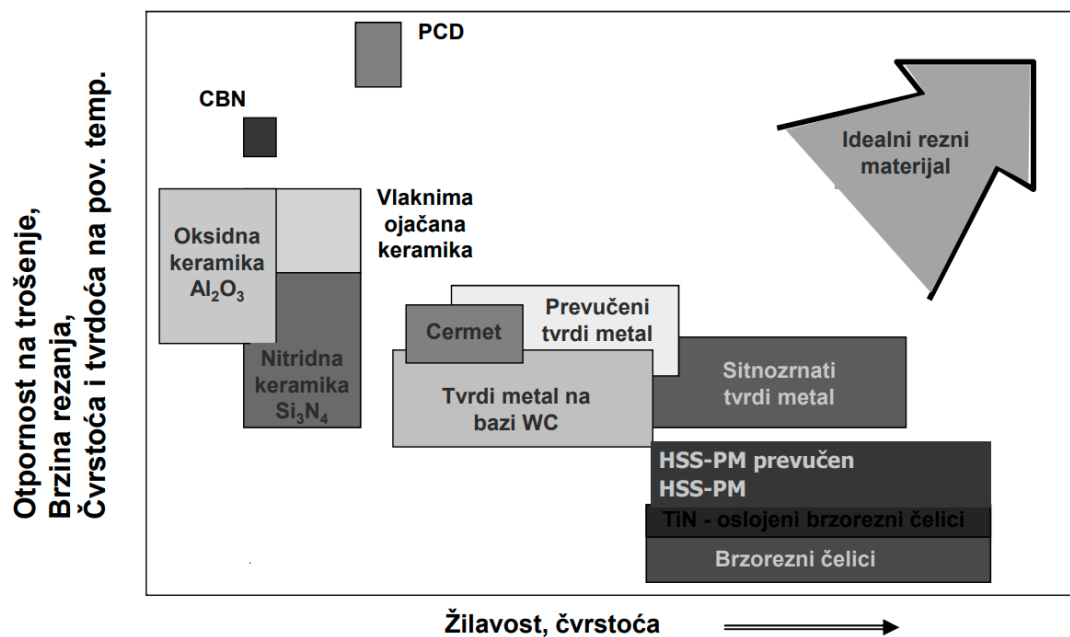 Otpornost na trošenje,
Brzina rezanja,
Čvrstoća i tvrdoća na pov. temp.
PCD
CBN
Idealni rezni
materijal
Vlaknima
ojačana
keramika
Oksidna
keramika
Al₂O₃
Nitridna
keramika
Si₃N₄
Cermet
Prevučeni
tvrdi metal
Tvrdi metal na
bazi WC
Sitnozrnati
tvrdi metal
HSS-PM prevučen
HSS-PM
TiN - oslojeni brzorezni čelici
Brzorezni čelici
Žilavost, čvrstoća